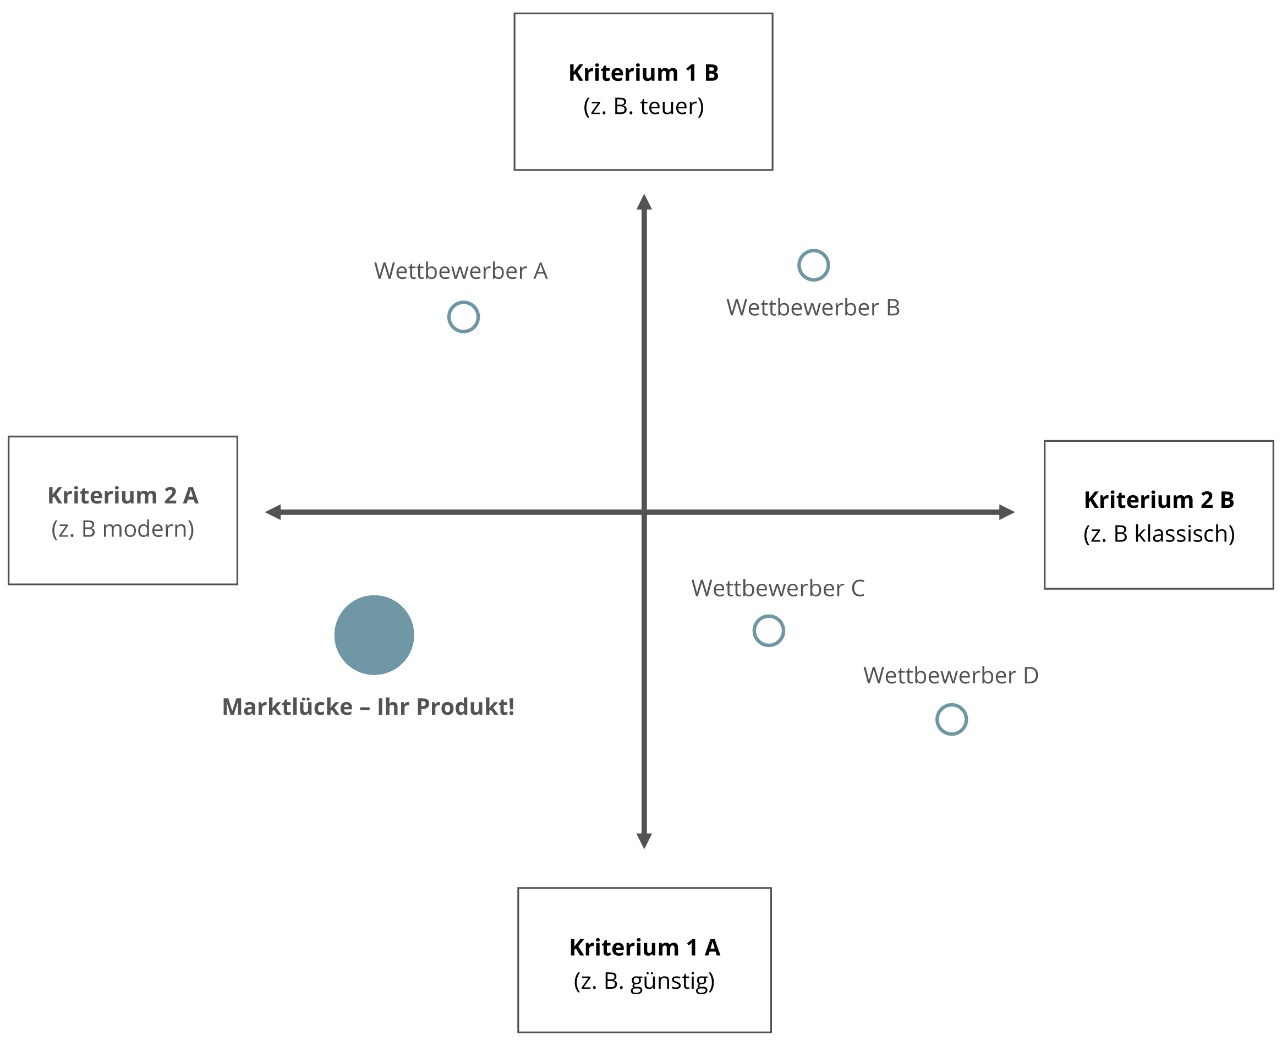 Kriterium 1 B
(z. B. teuer)
Wettbewerber A
Wettbewerber B
Kriterium 2 A
(z. B modern)
Kriterium 2 B
(z. B klassisch)
Wettbewerber C
Wettbewerber D
Marktlücke – Ihr Produkt!
Kriterium 1 A
(z. B. günstig)